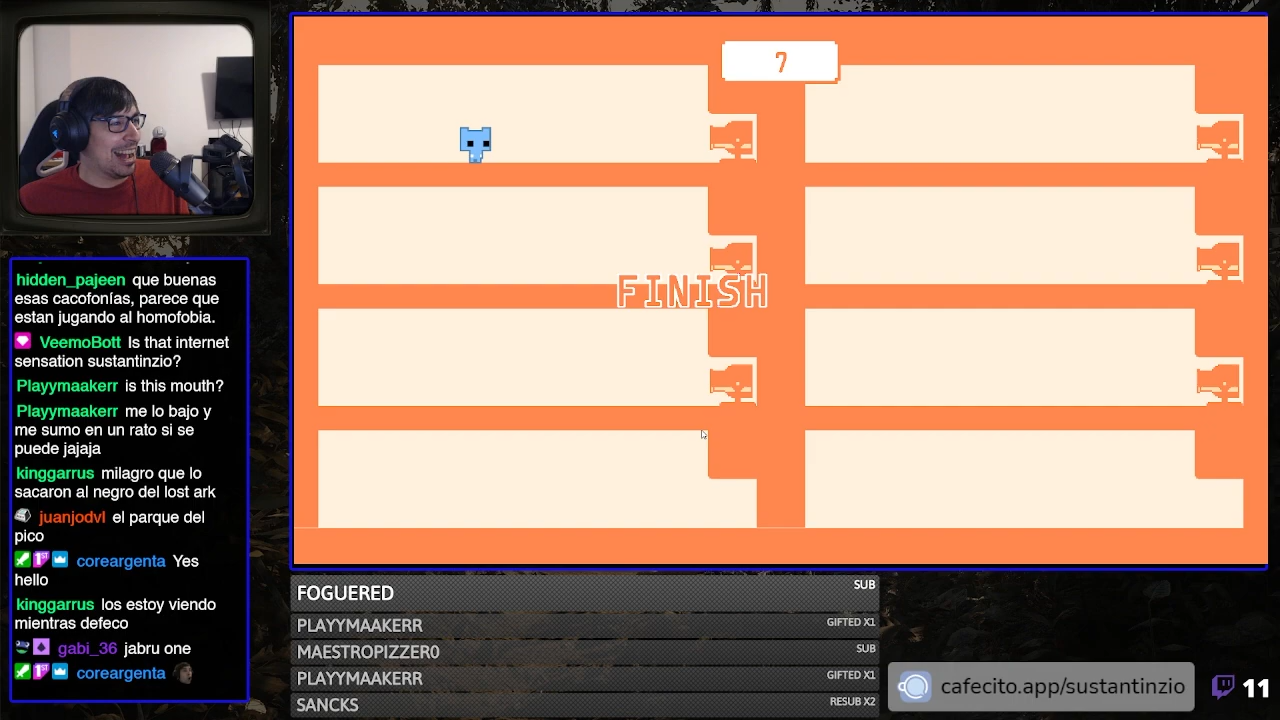 7
FINISH
hidden_pajeen que buenas
esas cacofonías, parece que
estan jugando al homofobia.
VeemoBott Is that internet
sensation sustantinzio?
Playymaakerr is this mouth?
Playymaakerr me lo bajo y
me sumo en un rato si se
puede jajaja
kinggarrus milagro que lo
sacaron al negro del lost ark
juanjodvl el parque del
pico
coreargenta Yes
hello
kinggarrus los estoy viendo
mientras defeco
gabi_36 jabru one
coreargenta
FOGUERED SUB
PLAYYMAAKERR GIFTED X1
MAESTROPIZZER0 SUB
PLAYYMAAKERR GIFTED X1
SANCKS RESUB X2
cafecito.app/sustantinzio
11